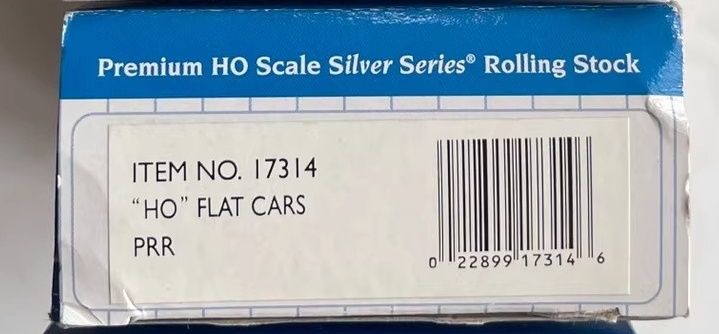 Premium HO Scale Silver Series® Rolling Stock
ITEM NO. 17314
“HO” FLAT CARS
PRR
0 22899 17314 6